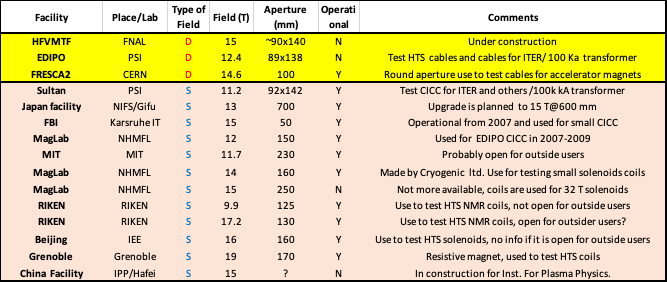 Facility Place/Lab Type of Field Field (T) Aperture (mm) Operati onal Comments
HFVMTF FNAL D 15 ~90x140 N Under construction
EDIPO PSI D 12.4 89x138 N Test HTS cables and cables for ITER/ 100 Ka transformer
FRESCA2 CERN D 14.6 100 Y Round aperture use to test cables for accelerator magnets
Sultan PSI S 11.2 92x142 Y Test CICC for ITER and others /100k kA transformer
Japan facility NIFS/Gifu S 13 700 Y Upgrade is planned to 15 T@600 mm
FBI Karsruhe IT S 15 50 Y Operational from 2007 and used for small CICC
MagLab NHMFL S 12 150 Y Used for EDIPO CICC in 2007-2009
MIT MIT S 11.7 230 Y Probably open for outside users
MagLab NHMFL S 14 160 Y Made by Cryogenic ltd. Use for testing small solenoids coils
MagLab NHMFL S 15 250 N Not more available, coils are used for 32 T solenoids
RIKEN RIKEN S 9.9 125 Y Use to test HTS NMR coils, not open for outside users
RIKEN RIKEN S 17.2 130 Y Use to test HTS NMR coils, open for outsider users?
Beijing IEE S 16 160 Y Use to test HTS solenoids, no info if it is open for outside users
Grenoble Grenoble S 19 170 Y Resistive magnet, used to test HTS coils
China Facility IPP/Hafei S 15 ? N In construction for Inst. For Plasma Physics.